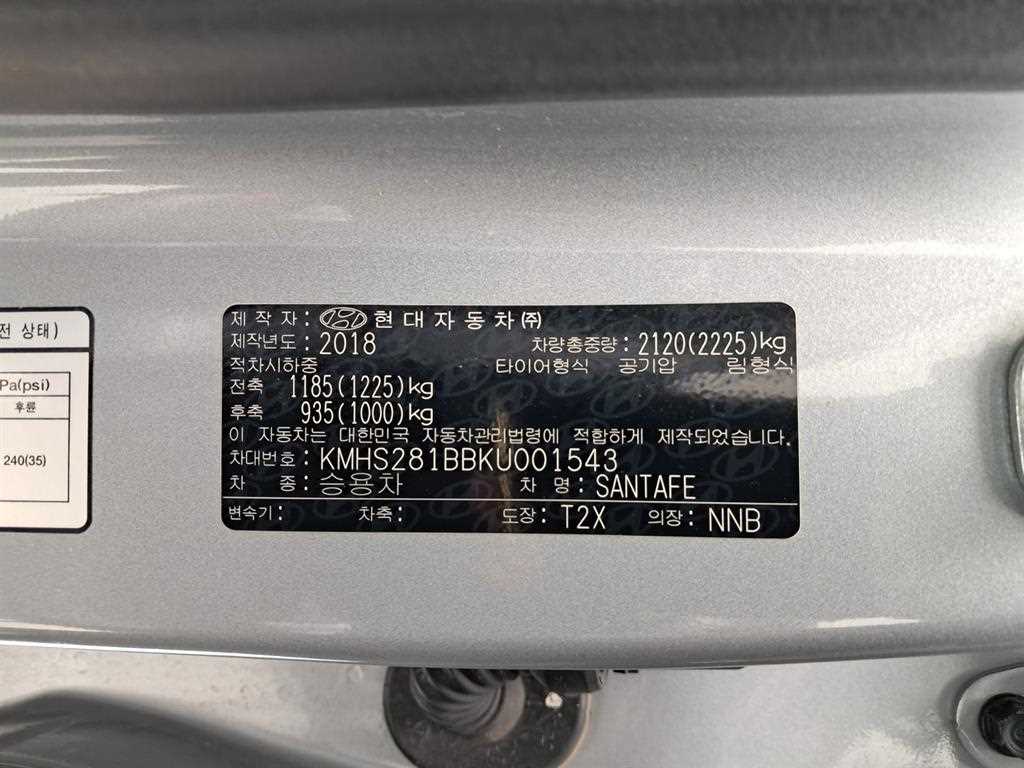 전 상태)
Pa(psi)
후륜
240(35)
제 작 자: 현대자동차(주)
제작년도: 2018 차량총중량: 2120(2225)kg
적차시하중 타이어형식 공기압 림형식
전축 1185(1225)kg
후축 935(1000)kg
이 자동차는 대한민국 자동차관리법령에 적합하게 제작되었습니다.
차대번호: KMHS281BBKU001543
차 종: 승용차 차 명: SANTAFE
변속기: 차축: 도장: T2X 의장: NNB